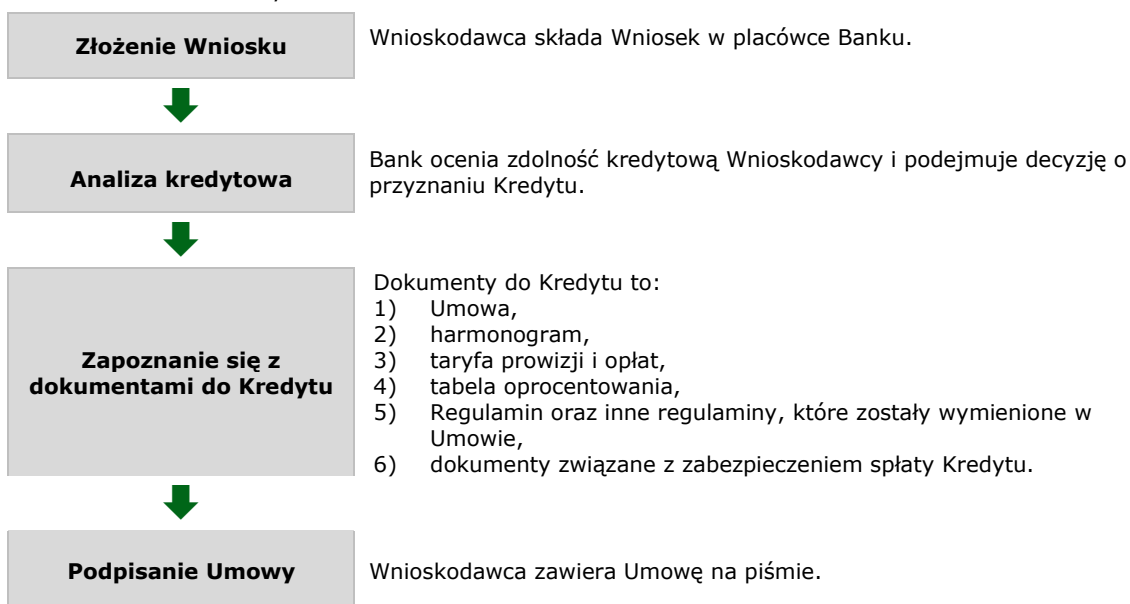 Złożenie Wniosku
Wnioskodawca składa Wniosek w placówce Banku.
Analiza kredytowa
Bank ocenia zdolność kredytową Wnioskodawcy i podejmuje decyzję o
przyznaniu Kredytu.
Zapoznanie się z
dokumentami do Kredytu
Dokumenty do Kredytu to:
1) Umowa,
2) harmonogram,
3) taryfa prowizji i opłat,
4) tabela oprocentowania,
5) Regulamin oraz inne regulaminy, które zostały wymienione w
Umowie,
6) dokumenty związane z zabezpieczeniem spłaty Kredytu.
Podpisanie Umowy
Wnioskodawca zawiera Umowę na piśmie.